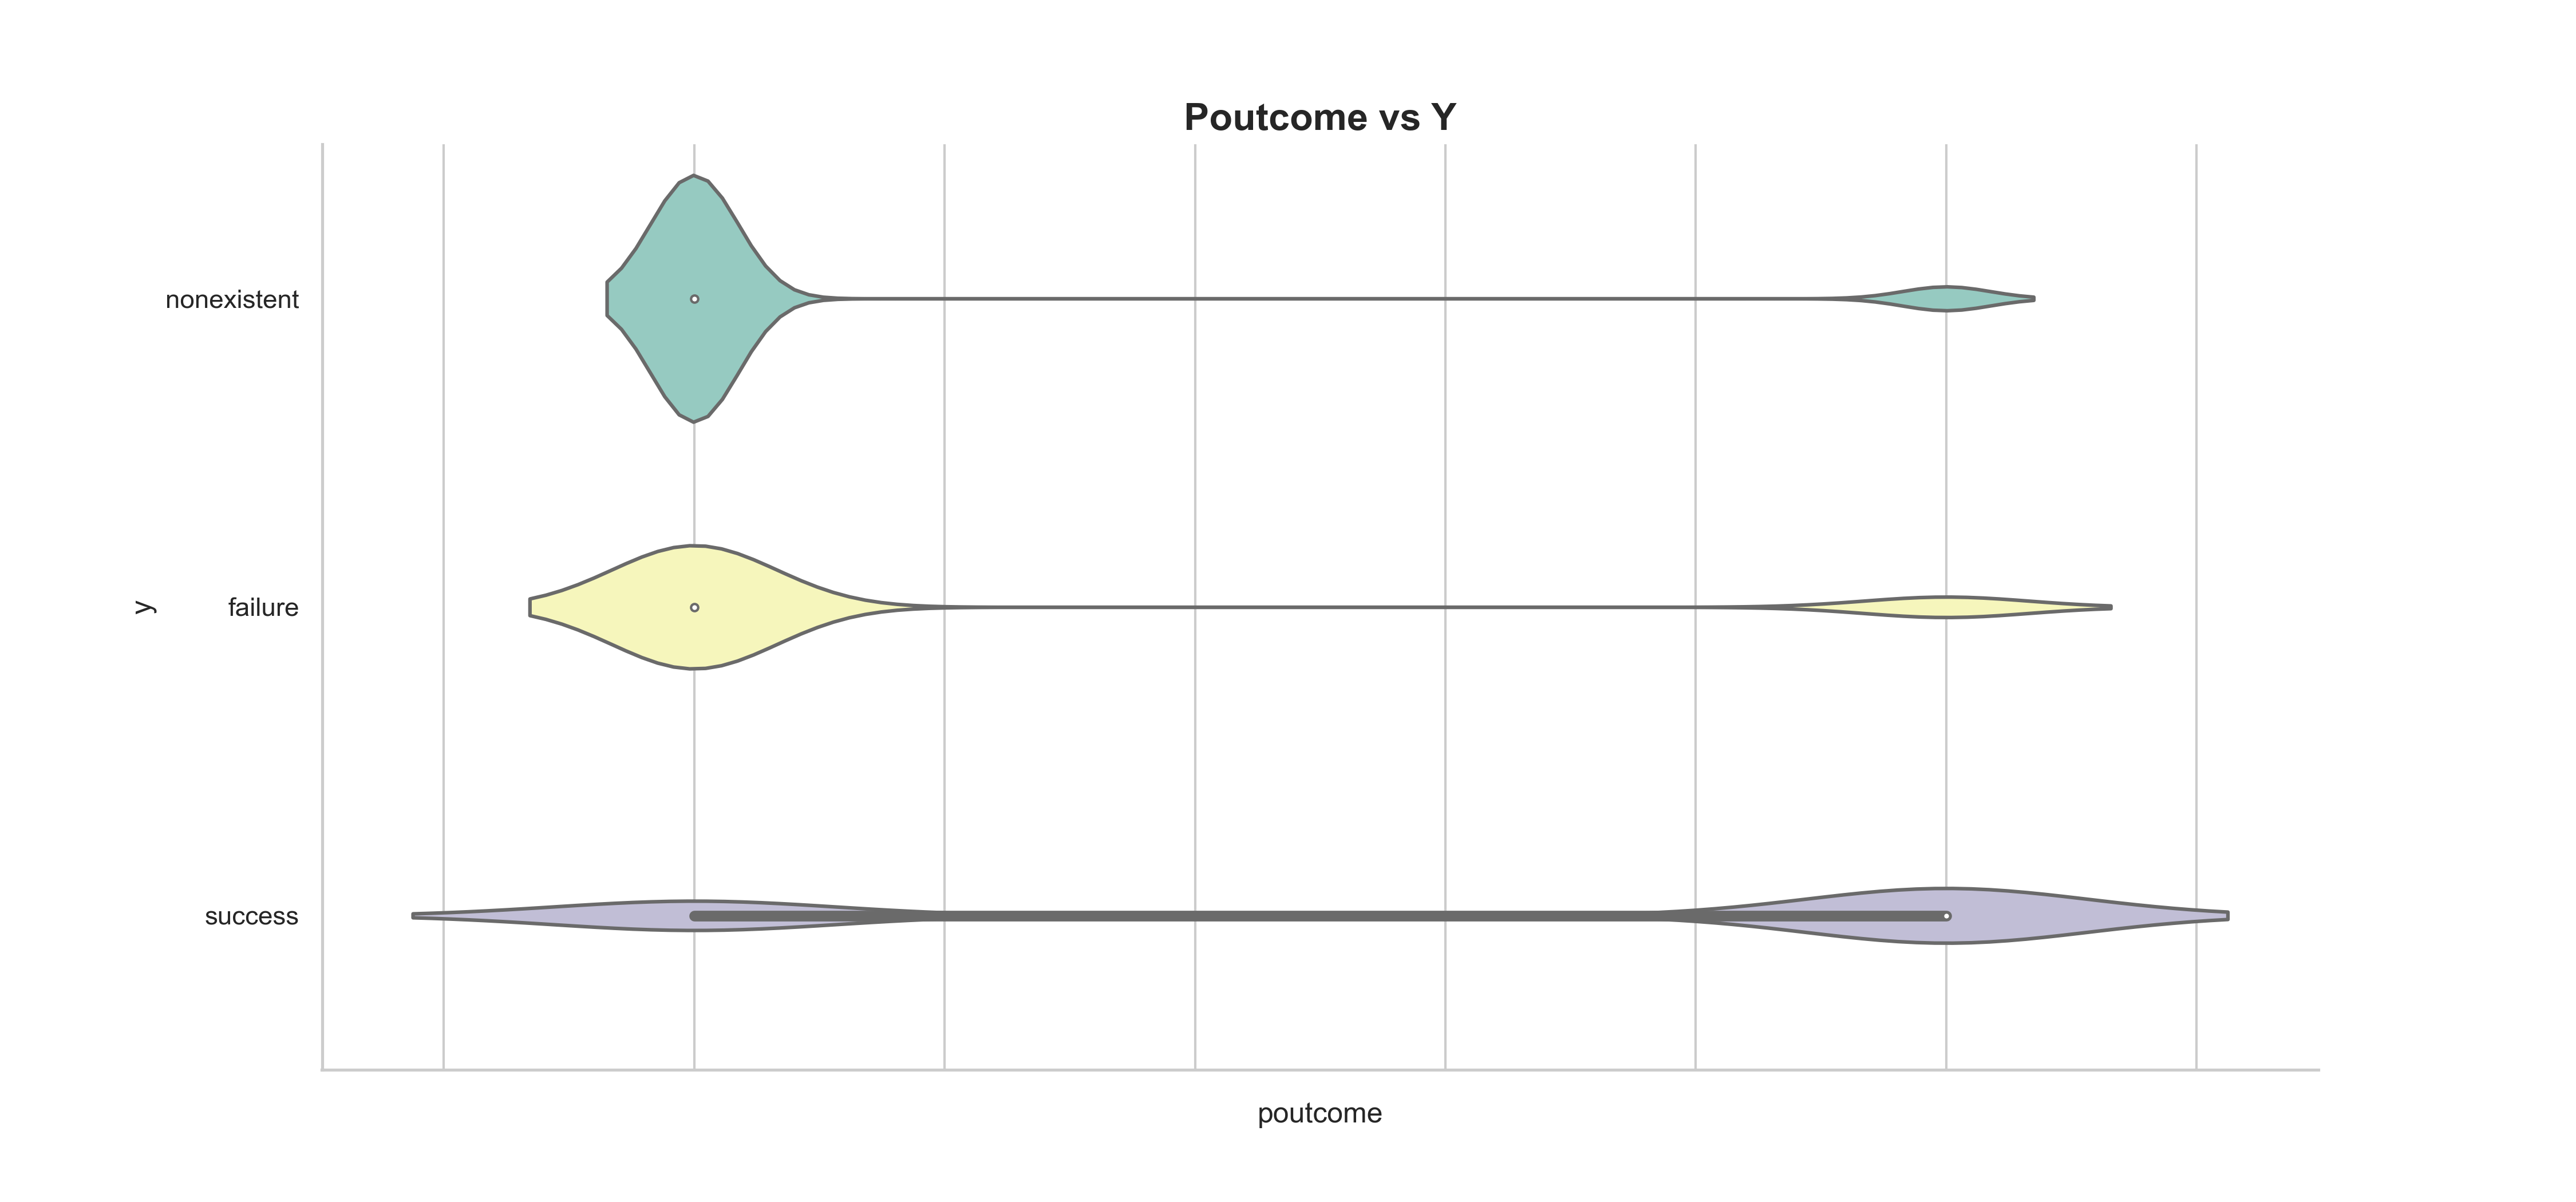 Poutcome vs Y
nonexistent
failure
success
y
poutcome